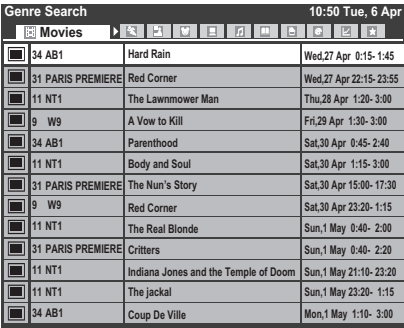 Genre Search 10:50 Tue, 6 Apr
Movies
34 AB1 Hard Rain Wed,27 Apr 0:15- 1:45
31 PARIS PREMIERE Red Corner Wed,27 Apr 22:15- 23:55
11 NT1 The Lawnmower Man Thu,28 Apr 1:20- 3:00
9 W9 A Vow to Kill Fri,29 Apr 1:30- 3:00
34 AB1 Parenthood Sat,30 Apr 0:45- 2:40
11 NT1 Body and Soul Sat,30 Apr 1:15- 3:00
31 PARIS PREMIERE The Nun's Story Sat,30 Apr 15:00- 17:30
9 W9 Red Corner Sat,30 Apr 23:20- 1:15
11 NT1 The Real Blonde Sun,1 May 0:40- 2:00
31 PARIS PREMIERE Critters Sun,1 May 0:40- 2:20
11 NT1 Indiana Jones and the Temple of Doom Sun,1 May 21:10- 23:20
11 NT1 The jackal Sun,1 May 23:20- 1:15
34 AB1 Coup De Ville Mon,1 May 1:10- 3:00